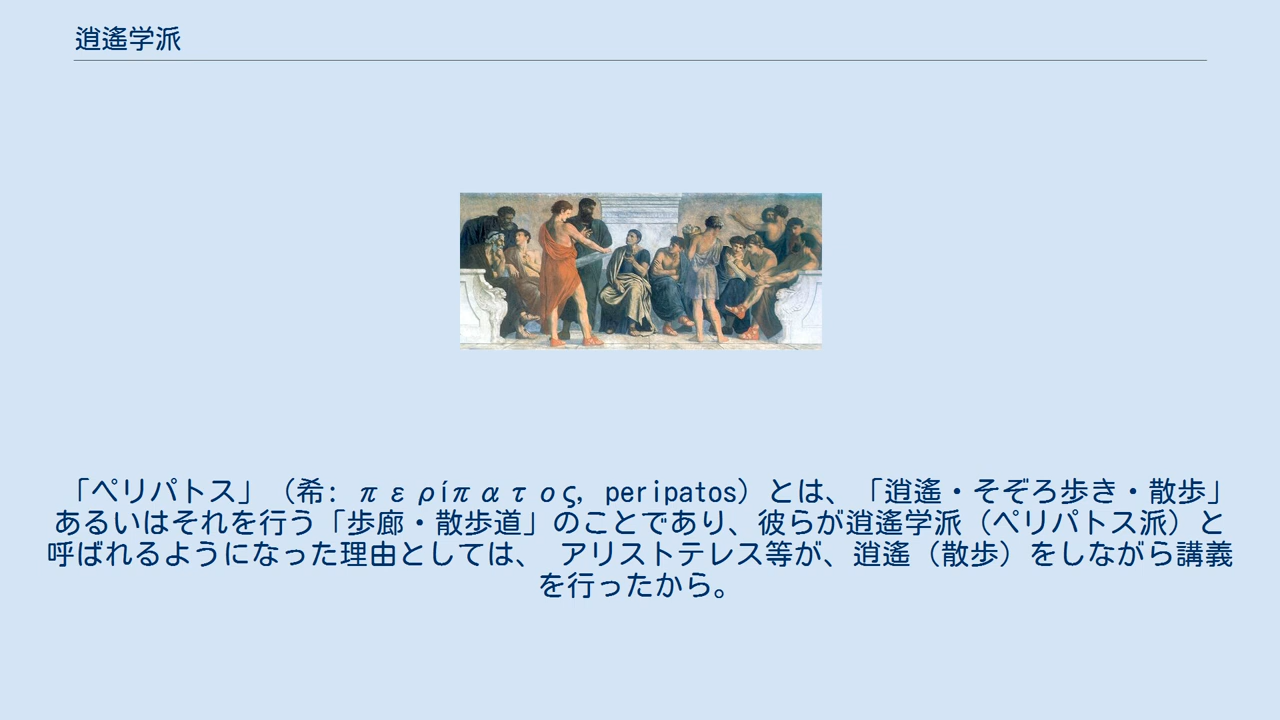 逍遙学派
「ペリパトス」（希: περίπατος, peripatos）とは、「逍遙・そぞろ歩き・散歩」
あるいはそれを行う「歩廊・散歩道」のことであり、彼らが逍遙学派（ペリパトス派）と
呼ばれるようになった理由としては、 アリストテレス等が、逍遙（散歩）をしながら講義
を行ったから。